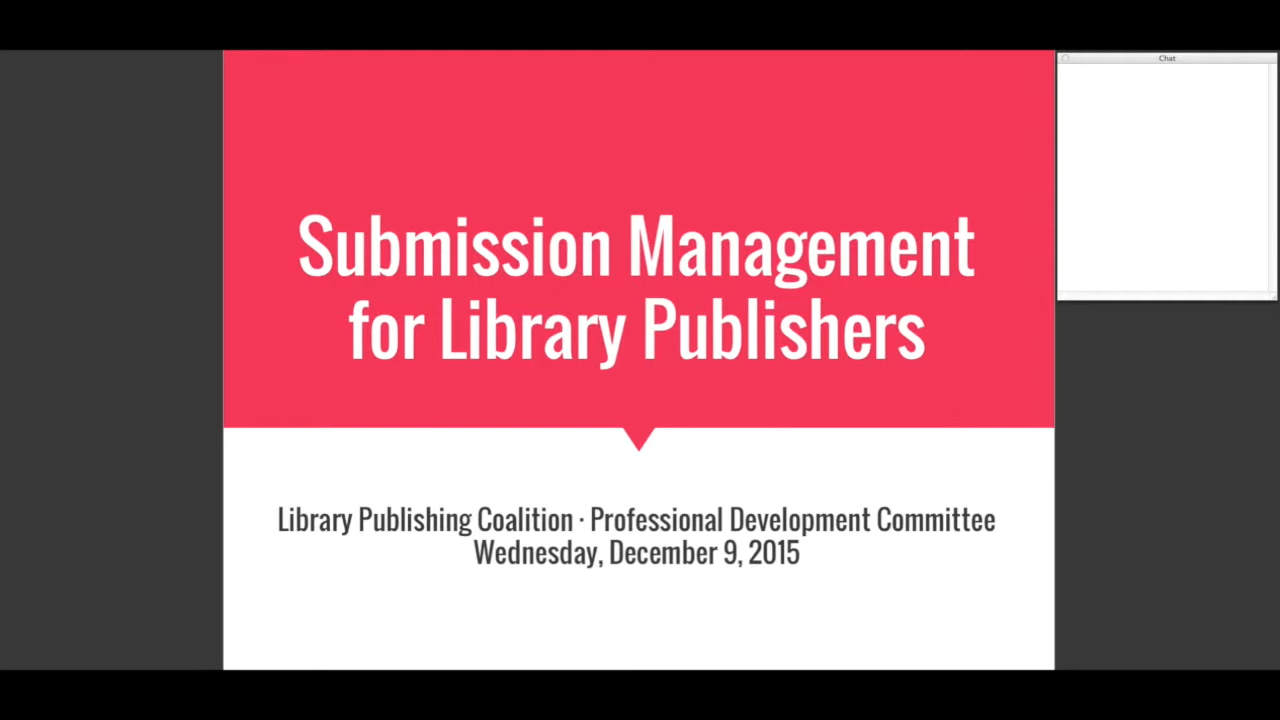 Submission Management
for Library Publishers
Library Publishing Coalition · Professional Development Committee
Wednesday, December 9, 2015
Chat